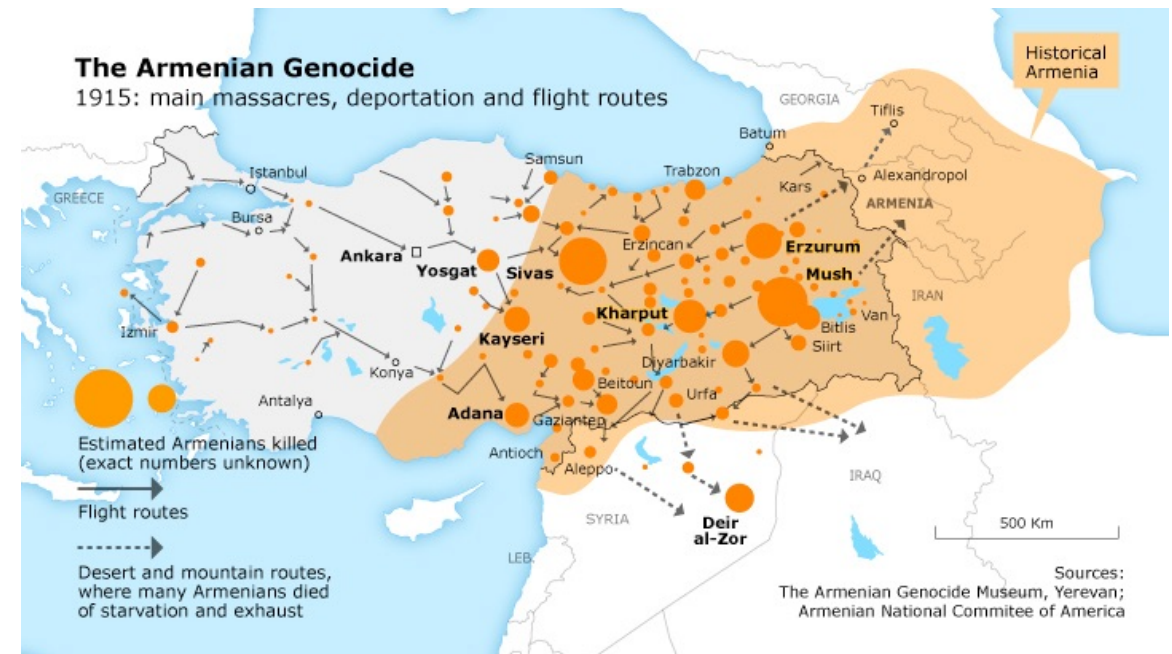 The Armenian Genocide
1915: main massacres, deportation and flight routes
Historical
Armenia
GEORGIA
Tiflis
Batum
Samsun
Trabzon
Istanbul
GREECE
Kars
Alexandropol
ARMENIA
Bursa
Ankara
Yosgat
Sivas
Erzincan
Erzurum
Mush
IRAN
Izmir
Kayseri
Kharput
Van
Bitlis
Siirt
Konya
Diyarbakir
Beitoun
Urfa
Antalya
Adana
Gaziantep
Estimated Armenians killed
(exact numbers unknown)
Antioch
Aleppo
IRAQ
Flight routes
SYRIA
Deir
al-Zor
500 Km
LEB.
Desert and mountain routes,
where many Armenians died
of starvation and exhaust
Sources:
The Armenian Genocide Museum, Yerevan;
Armenian National Commitee of America